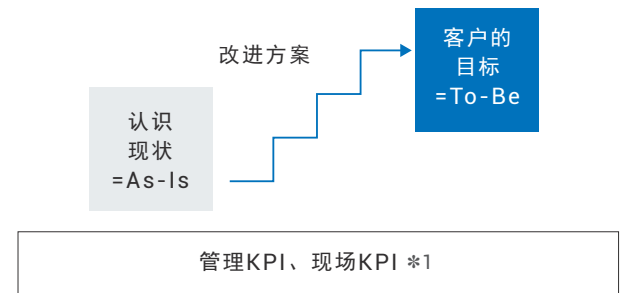 改进方案
客户的
目标
=To-Be
认识
现状
=As-Is
管理KPI、现场KPI *1